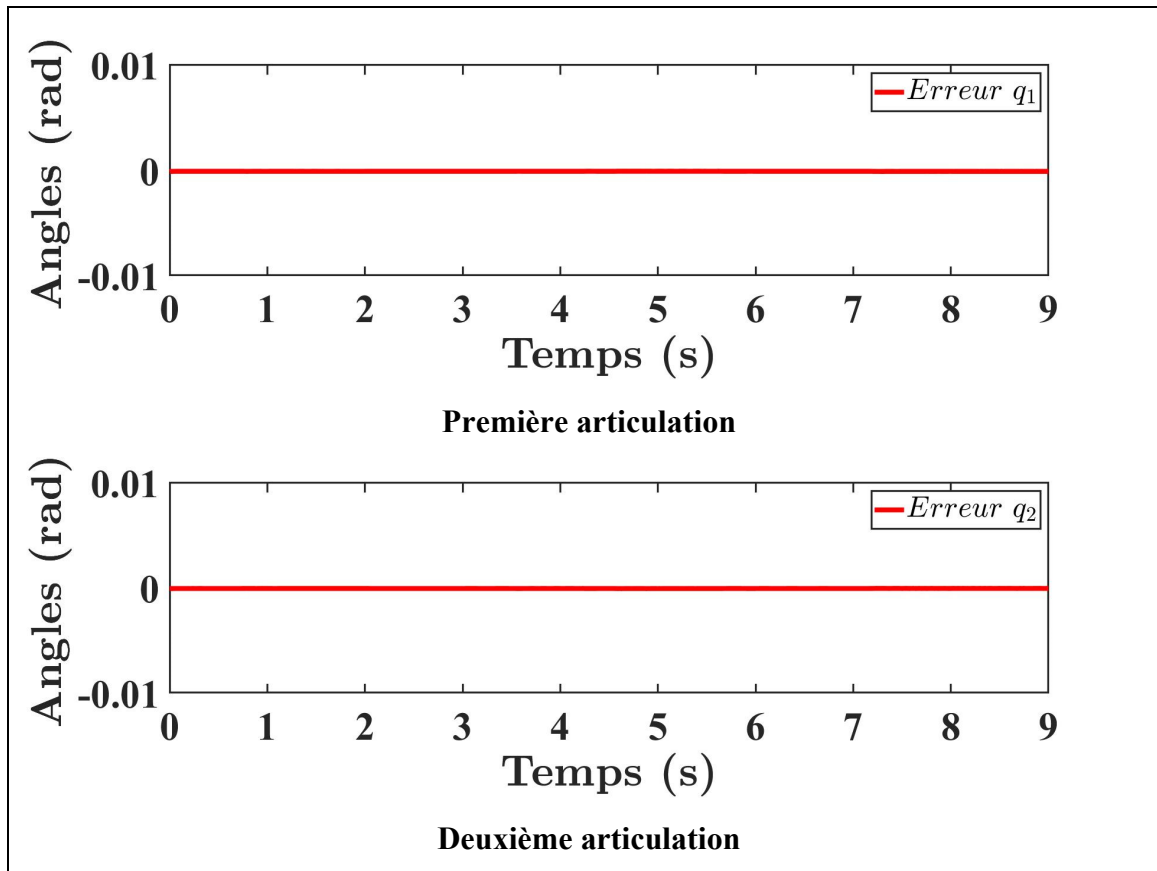 0.01
Angles (rad)
0
-0.01
Erreur q₁
0 1 2 3 4 5 6 7 8 9
Temps (s)
Première articulation
0.01
Angles (rad)
0
-0.01
Erreur q₂
0 1 2 3 4 5 6 7 8 9
Temps (s)
Deuxième articulation